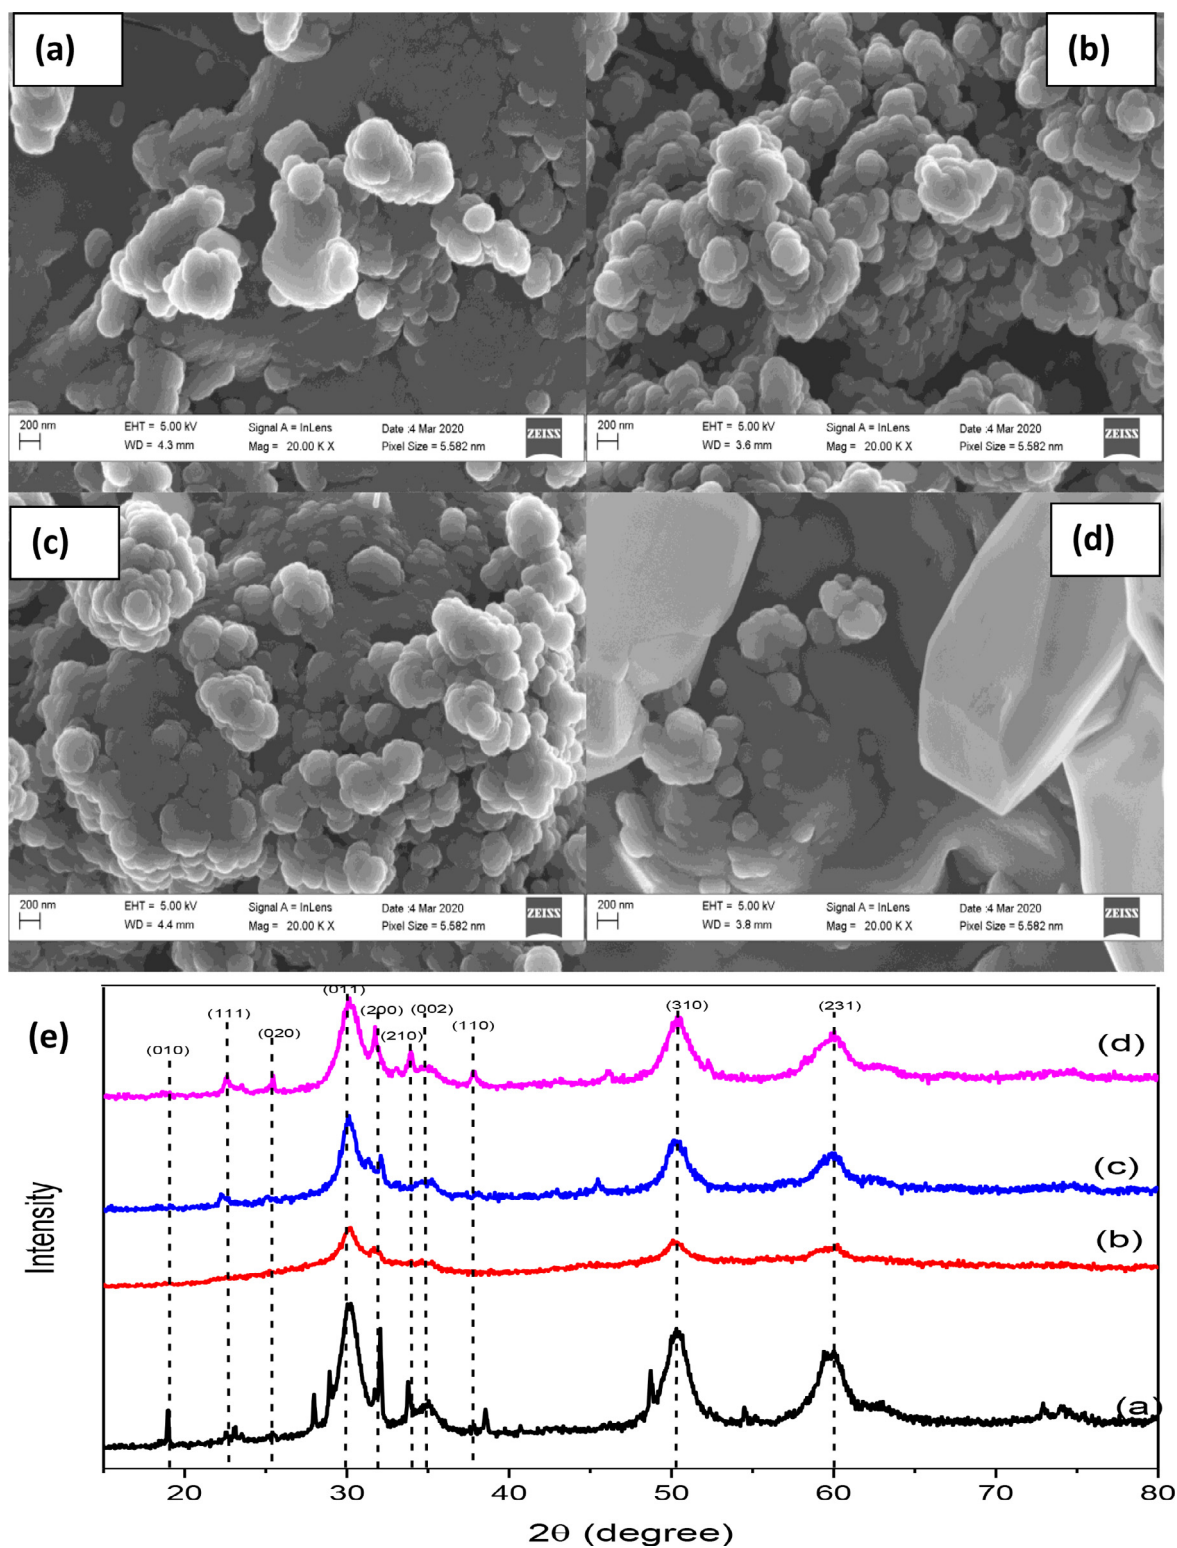 (a)
(b)
200 nm EHT = 5.00 kV Signal A = InLens Date :4 Mar 2020 ZEISS
WD = 4.3 mm Mag = 20.00 K X Pixel Size = 5.582 nm
200 nm EHT = 5.00 kV Signal A = InLens Date :4 Mar 2020 ZEISS
WD = 3.6 mm Mag = 20.00 K X Pixel Size = 5.582 nm
(c)
(d)
200 nm EHT = 5.00 kV Signal A = InLens Date :4 Mar 2020 ZEISS
WD = 4.4 mm Mag = 20.00 K X Pixel Size = 5.582 nm
200 nm EHT = 5.00 kV Signal A = InLens Date :4 Mar 2020 ZEISS
WD = 3.8 mm Mag = 20.00 K X Pixel Size = 5.582 nm
(e)
(010)
(111)
(020)
(011)
(200)
(210)
(002)
(110)
(310)
(231)
(d)
(c)
(b)
(a)
Intensity
20 30 40 50 60 70 80
2θ (degree)